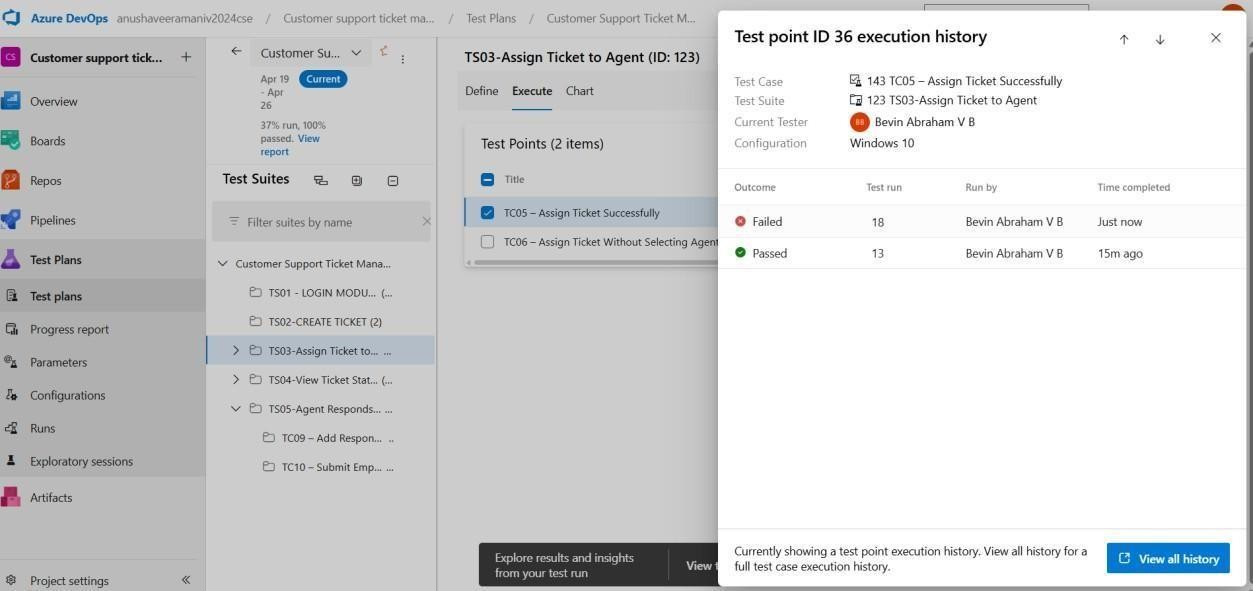 Azure DevOps anushaveeramaniv2024cse / Customer support ticket ma... / Test Plans / Customer Support Ticket M...
CS Customer support tick... +
Overview
Boards
Repos
Pipelines
Test Plans
Test plans
Progress report
Parameters
Configurations
Runs
Exploratory sessions
Artifacts
Project settings
Customer Su...
Apr 19 Current
- Apr
26
37% run, 100%
passed. View
report
Test Suites
Filter suites by name
Customer Support Ticket Mana...
TS01 - LOGIN MODU... (...
TS02-CREATE TICKET (2)
TS03-Assign Ticket to... ...
TS04-View Ticket Stat... (...
TS05-Agent Responds... ...
TC09 – Add Respon... ..
TC10 – Submit Emp... ...
TS03-Assign Ticket to Agent (ID: 123)
Define Execute Chart
Test Points (2 items)
Title
TC05 – Assign Ticket Successfully
TC06 – Assign Ticket Without Selecting Agent
Explore results and insights
from your test run
View
Test point ID 36 execution history
Test Case 143 TC05 – Assign Ticket Successfully
Test Suite 123 TS03-Assign Ticket to Agent
Current Tester BB Bevin Abraham V B
Configuration Windows 10
Outcome Test run Run by Time completed
Failed 18 Bevin Abraham V B Just now
Passed 13 Bevin Abraham V B 15m ago
Currently showing a test point execution history. View all history for a
full test case execution history.
View all history